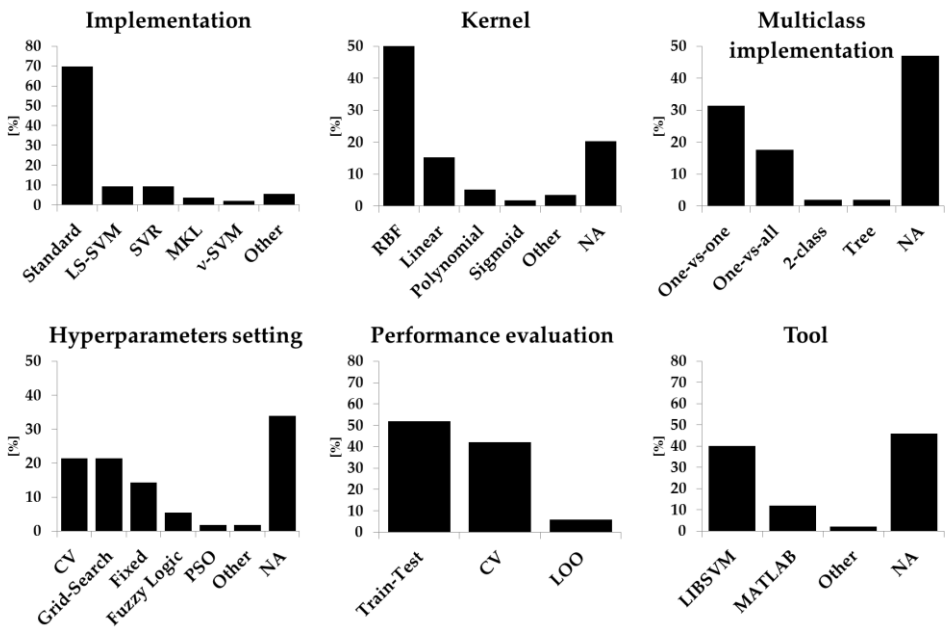 Implementation
[%]
80
70
60
50
40
30
20
10
0
Standard
LS-SVM
SVR
MKL
ν-SVM
Other
Kernel
[%]
50
40
30
20
10
0
RBF
Linear
Polynomial
Sigmoid
Other
NA
Multiclass
implementation
[%]
50
40
30
20
10
0
One-vs-one
One-vs-all
2-class
Tree
NA
Hyperparameters setting
[%]
50
40
30
20
10
0
CV
Grid-Search
Fixed
Fuzzy Logic
PSO
Other
NA
Performance evaluation
[%]
80
70
60
50
40
30
20
10
0
Train-Test
CV
LOO
Tool
[%]
80
70
60
50
40
30
20
10
0
LIBSVM
MATLAB
Other
NA